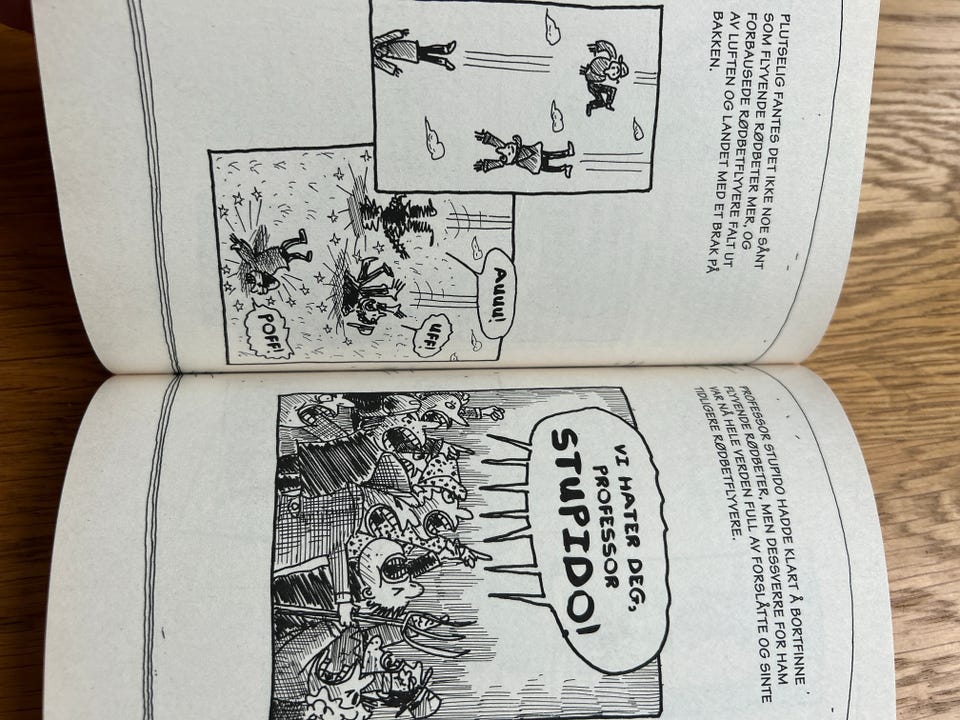 PLUTSELIG FANTES DET IKKE NOE SÅNT
SOM FLYVENDE RØDBETER MER, OG
FORBAUSEDE RØDBETFLYVERE FALT UT
AV LUFTEN OG LANDET MED ET BRAK PÅ
BAKKEN.
Auuu!
UFF!
POFF!
PROFESSOR STUPIDO HADDE KLART Å BORTFINNE
FLYVENDE RØDBETER, MEN DESSVERRE FOR HAM
VAR NÅ HELE VERDEN FULL AV FORSLÅTTE OG SINTE
TIDLIGERE RØDBETFLYVERE.
VI HATER DEG,
PROFESSOR
STUPIDO!